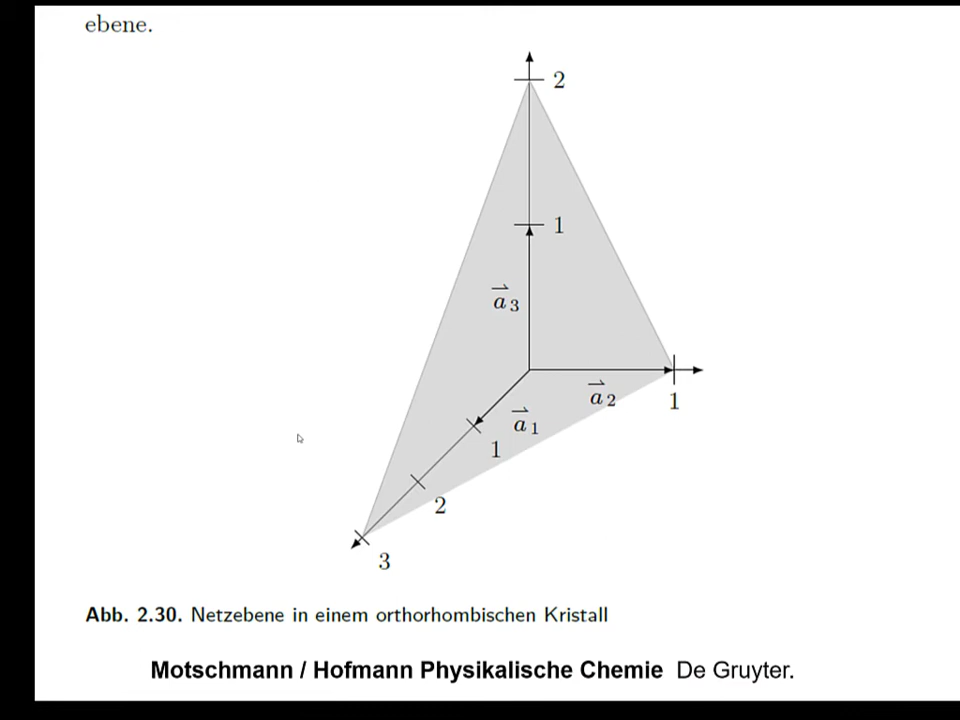 ebene.
2
1
a⃗3
a⃗2
1
a⃗1
1
2
3
Abb. 2.30. Netzebene in einem orthorhombischen Kristall
Motschmann / Hofmann Physikalische Chemie De Gruyter.